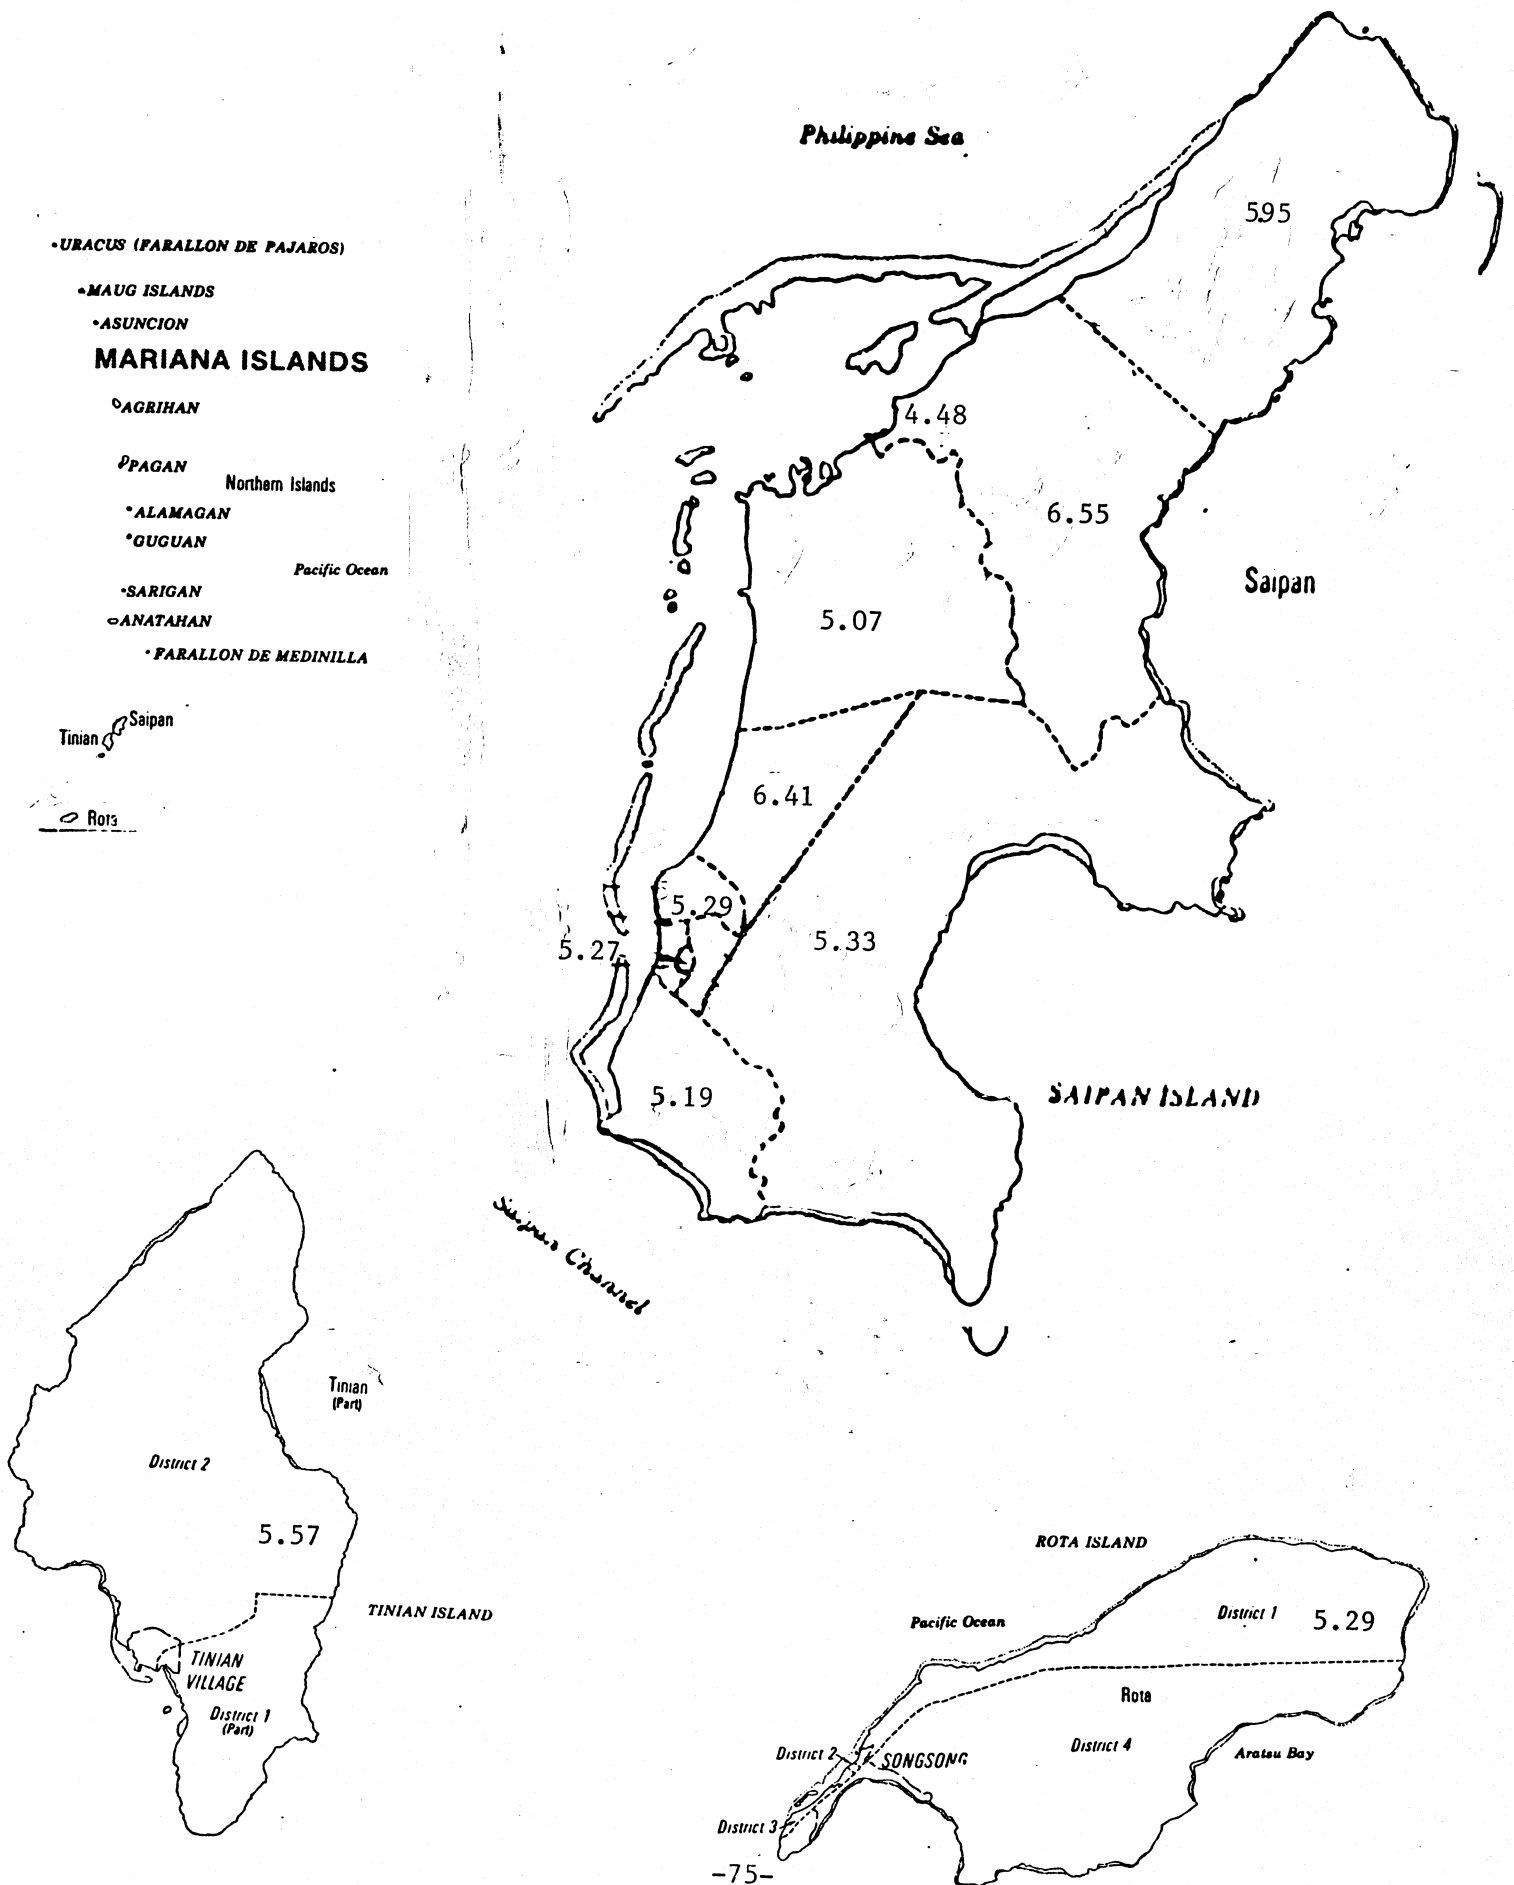 Philippine Sea
595
•URACUS (FARALLON DE PAJAROS)
•MAUG ISLANDS
•ASUNCION
MARIANA ISLANDS
AGRIHAN
PAGAN
Northern Islands
•ALAMAGAN
•GUGUAN
Pacific Ocean
•SARIGAN
ANATAHAN
•FARALLON DE MEDINILLA
Saipan
Tinian
Rota
4.48
6.55
Saipan
5.07
6.41
5.29
5.27
5.33
5.19
SAIPAN ISLAND
Saipan Channel
Tinian
(Part)
District 2
5.57
TINIAN ISLAND
TINIAN
VILLAGE
District 1
(Part)
ROTA ISLAND
Pacific Ocean
District 1
5.29
Rota
District 4
District 2
SONGSONG
Aratsu Bay
District 3
-75-